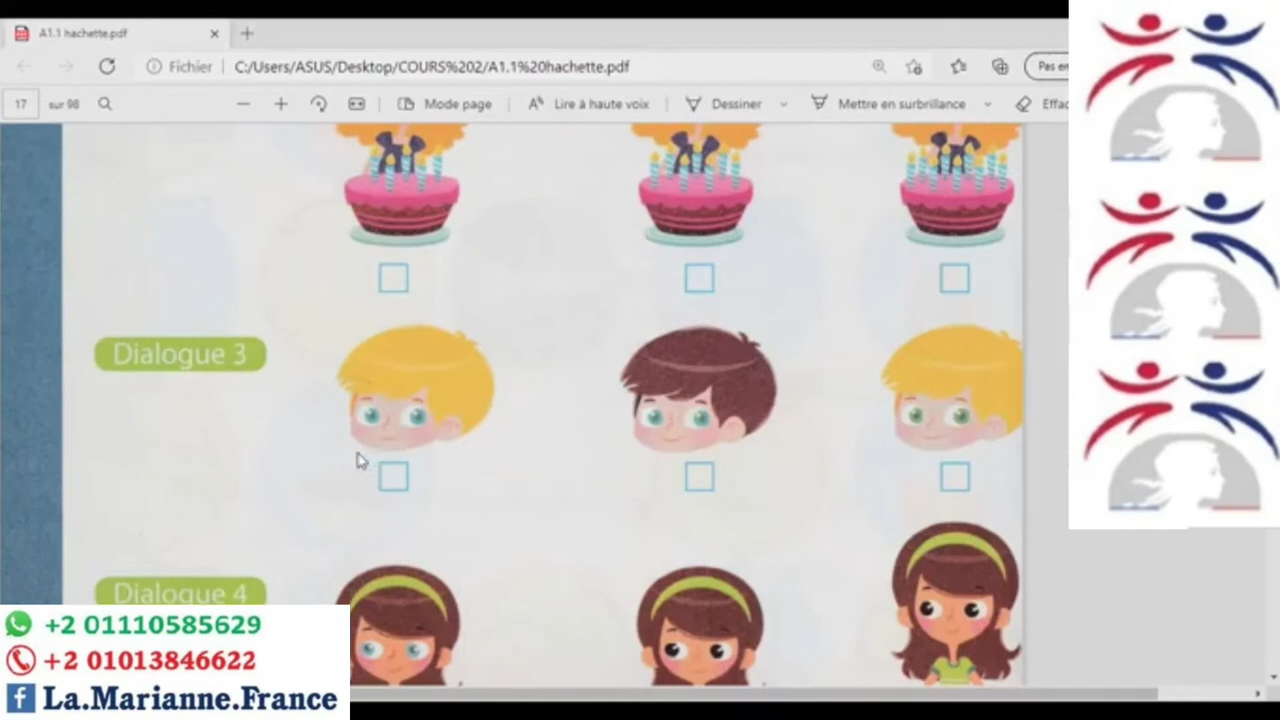 A1.1 hachette.pdf
Fichier
C:/Users/ASUS/Desktop/COURS%202/A1.1%20hachette.pdf
Pas en
17 sur 98
Mode page
Lire à haute voix
Dessiner
Mettre en surbrillance
Effac
Dialogue 3
Dialogue 4
+2 01110585629
+2 01013846622
La.Marianne.France